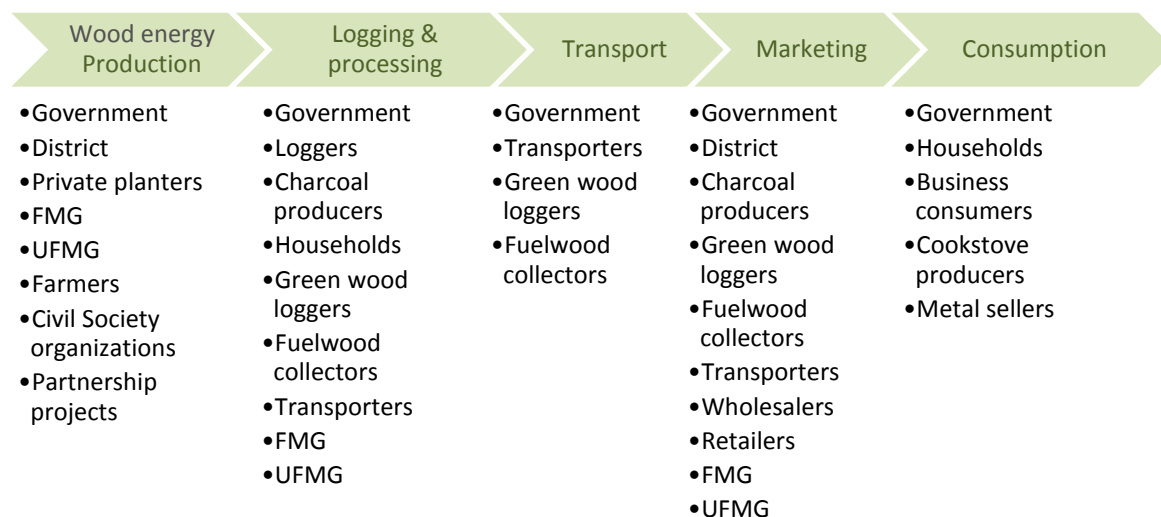 Wood energy
Production
Logging &
processing
Transport
Marketing
Consumption
•Government
•District
•Private planters
•FMG
•UFMG
•Farmers
•Civil Society
organizations
•Partnership
projects
•Government
•Loggers
•Charcoal
producers
•Households
•Green wood
loggers
•Fuelwood
collectors
•Transporters
•FMG
•UFMG
•Government
•Transporters
•Green wood
loggers
•Fuelwood
collectors
•Government
•District
•Charcoal
producers
•Green wood
loggers
•Fuelwood
collectors
•Transporters
•Wholesalers
•Retailers
•FMG
•UFMG
•Government
•Households
•Business
consumers
•Cookstove
producers
•Metal sellers